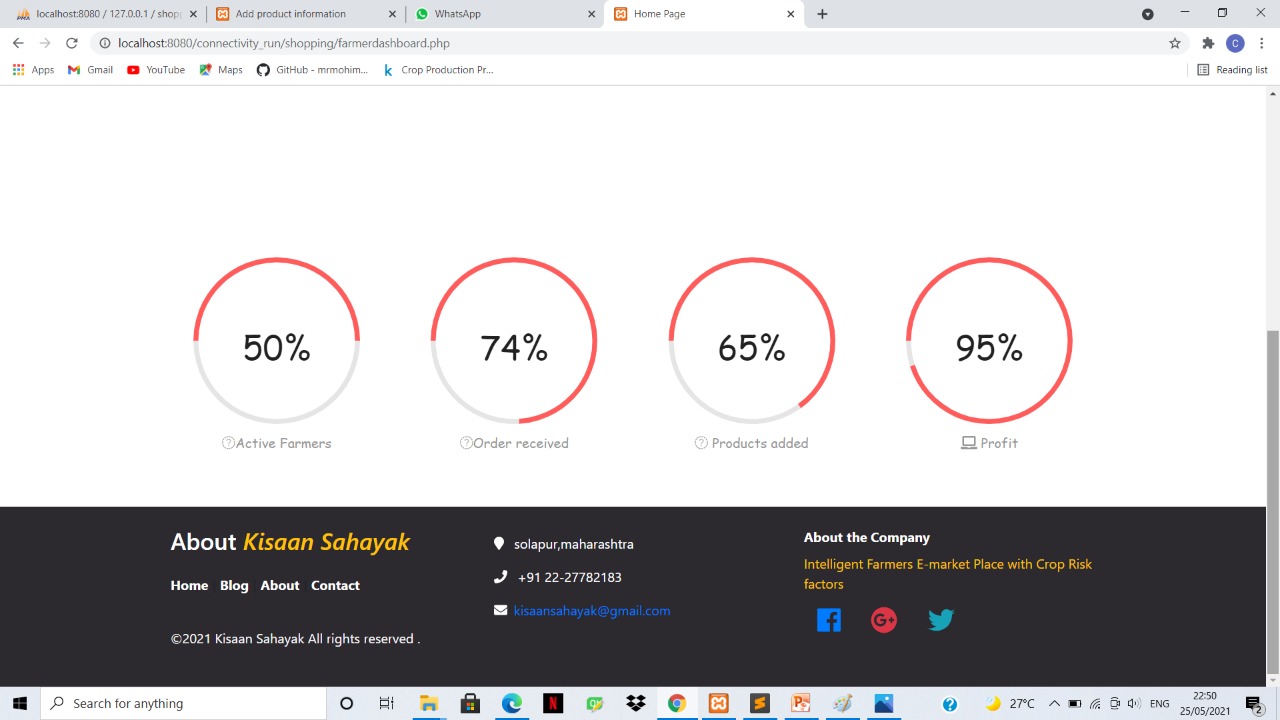 localhost:8080 / 127.0.0.1 / shop
Add product information
WhatsApp
Home Page
localhost:8080/connectivity_run/shopping/farmerdashboard.php
C
Apps
Gmail
YouTube
Maps
GitHub - mrmohim...
k Crop Production Pr...
Reading list
50%
74%
65%
95%
Active Farmers
Order received
Products added
Profit
About Kisaan Sahayak
Home Blog About Contact
©2021 Kisaan Sahayak All rights reserved .
solapur,maharashtra
+91 22-27782183
kisaansahayak@gmail.com
About the Company
Intelligent Farmers E-market Place with Crop Risk
factors
Search for anything
27°C
ENG
22:50
25/05/2021
2